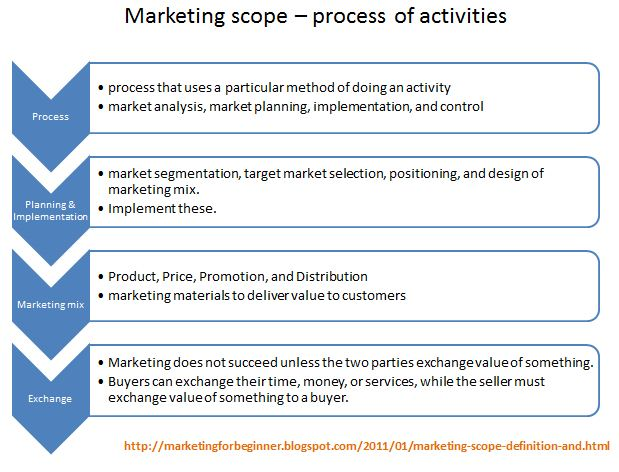 Marketing scope – process of activities
Process
• process that uses a particular method of doing an activity
• market analysis, market planning, implementation, and control
Planning &
Implementation
• market segmentation, target market selection, positioning, and design of
marketing mix.
• Implement these.
Marketing mix
• Product, Price, Promotion, and Distribution
• marketing materials to deliver value to customers
Exchange
• Marketing does not succeed unless the two parties exchange value of something.
• Buyers can exchange their time, money, or services, while the seller must
exchange value of something to a buyer.
http://marketingforbeginner.blogspot.com/2011/01/marketing-scope-definition-and.html